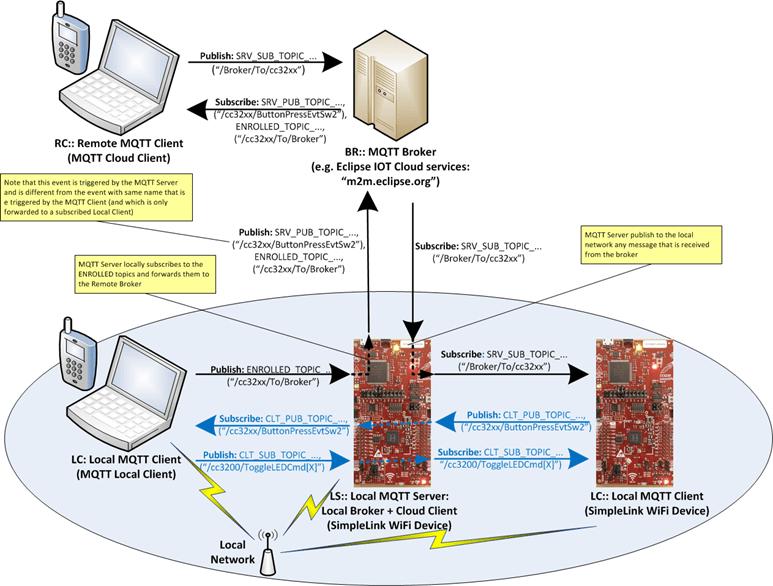 Publish: SRV_SUB_TOPIC_...
("/Broker/To/cc32xx")
Subscribe: SRV_PUB_TOPIC_...,
("/cc32xx/ButtonPressEvtSw2"),
ENROLLED_TOPIC_...,
("/cc32xx/To/Broker")
RC:: Remote MQTT Client
(MQTT Cloud Client)
BR:: MQTT Broker
(e.g. Eclipse IOT Cloud services:
"m2m.eclipse.org")
Note that this event is triggered by the MQTT Server
and is different from the event with same name that is
e triggered by the MQTT Client (and which is only
forwarded to a subscribed Local Client)
Publish: SRV_PUB_TOPIC_...,
("/cc32xx/ButtonPressEvtSw2"),
ENROLLED_TOPIC_...,
("/cc32xx/To/Broker")
Subscribe: SRV_SUB_TOPIC_...
("/Broker/To/cc32xx")
MQTT Server publish to the local
network any message that is received
from the broker
MQTT Server locally subscribes to the
ENROLLED topics and forwards them to
the Remote Broker
Publish: ENROLLED_TOPIC_...
("/cc32xx/To/Broker")
Subscribe: SRV_SUB_TOPIC_...
("/Broker/To/cc32xx")
Subscribe: CLT_PUB_TOPIC_...,
("/cc32xx/ButtonPressEvtSw2")
Publish: CLT_PUB_TOPIC_...,
("/cc32xx/ButtonPressEvtSw2")
LC: Local MQTT Client
(MQTT Local Client)
Publish: CLT_SUB_TOPIC_...
("/cc3200/ToggleLEDCmd[X]")
Subscribe: CLT_SUB_TOPIC_...
("/cc3200/ToggleLEDCmd[X]")
LS:: Local MQTT Server:
Local Broker + Cloud Client
(SimpleLink WiFi Device)
LC:: Local MQTT Client
(SimpleLink WiFi Device)
Local
Network